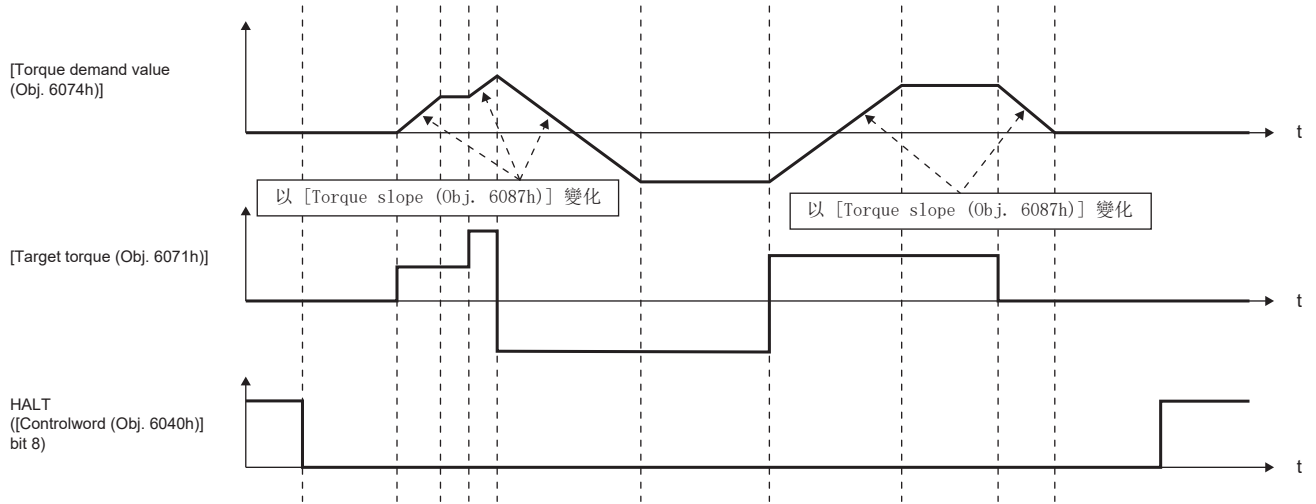 [Torque demand value
(Obj. 6074h)]
t
以 [Torque slope (Obj. 6087h)] 變化
以 [Torque slope (Obj. 6087h)] 變化
[Target torque (Obj. 6071h)]
t
HALT
([Controlword (Obj. 6040h)]
bit 8)
t